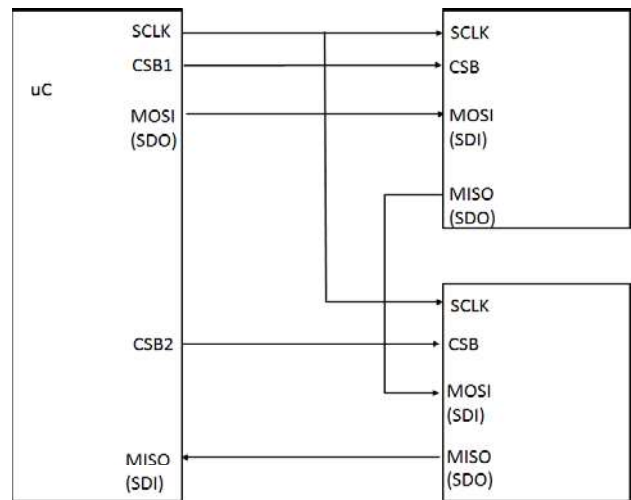 SCLK
CSB1
uC
MOSI
(SDO)
CSB2
MISO
(SDI)
SCLK
CSB
MOSI
(SDI)
MISO
(SDO)
SCLK
CSB
MOSI
(SDI)
MISO
(SDO)